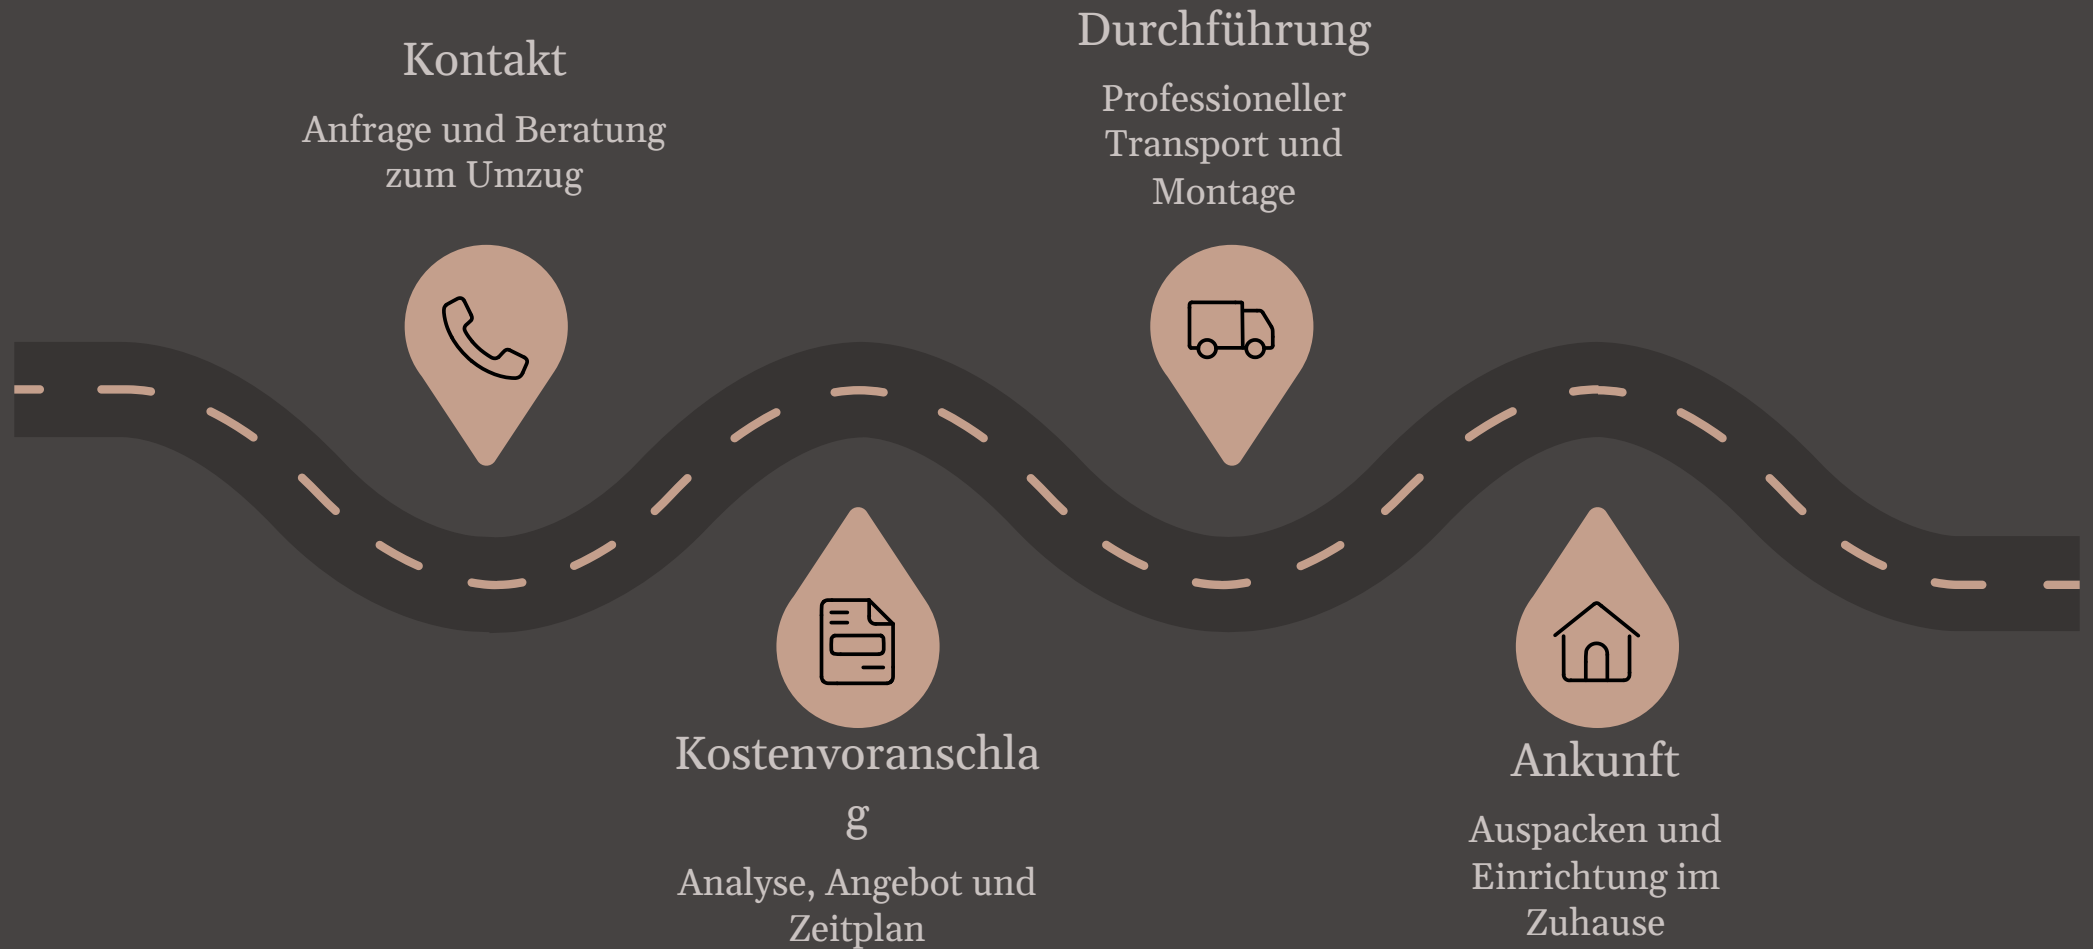 Kontakt
Anfrage und Beratung
zum Umzug
Kostenvoranschla
g
Analyse, Angebot und
Zeitplan
Durchführung
Professioneller
Transport und
Montage
Ankunft
Auspacken und
Einrichtung im
Zuhause